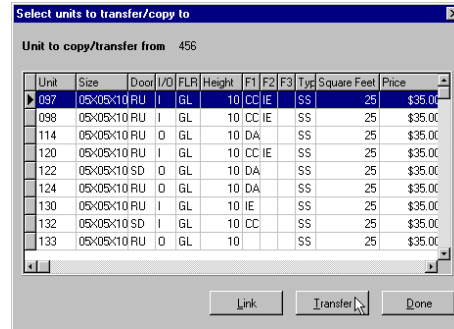 Select units to transfer/copy to
Unit to copy/transfer from 456
Unit Size Door I/O FLR Height F1 F2 F3 Typ Square Feet Price
097 05X05X10 RU I GL 10 CC IE SS 25 $35.00
098 05X05X10 RU I GL 10 CC IE SS 25 $35.00
114 05X05X10 RU O GL 10 DA SS 25 $35.00
120 05X05X10 RU I GL 10 CC IE SS 25 $35.00
122 05X05X10 SD O GL 10 DA SS 25 $35.00
124 05X05X10 RU O GL 10 DA SS 25 $35.00
130 05X05X10 RU I GL 10 IE SS 25 $35.00
132 05X05X10 SD I GL 10 CC SS 25 $35.00
133 05X05X10 RU O GL 10 SS 25 $35.00
Link Transfer Done